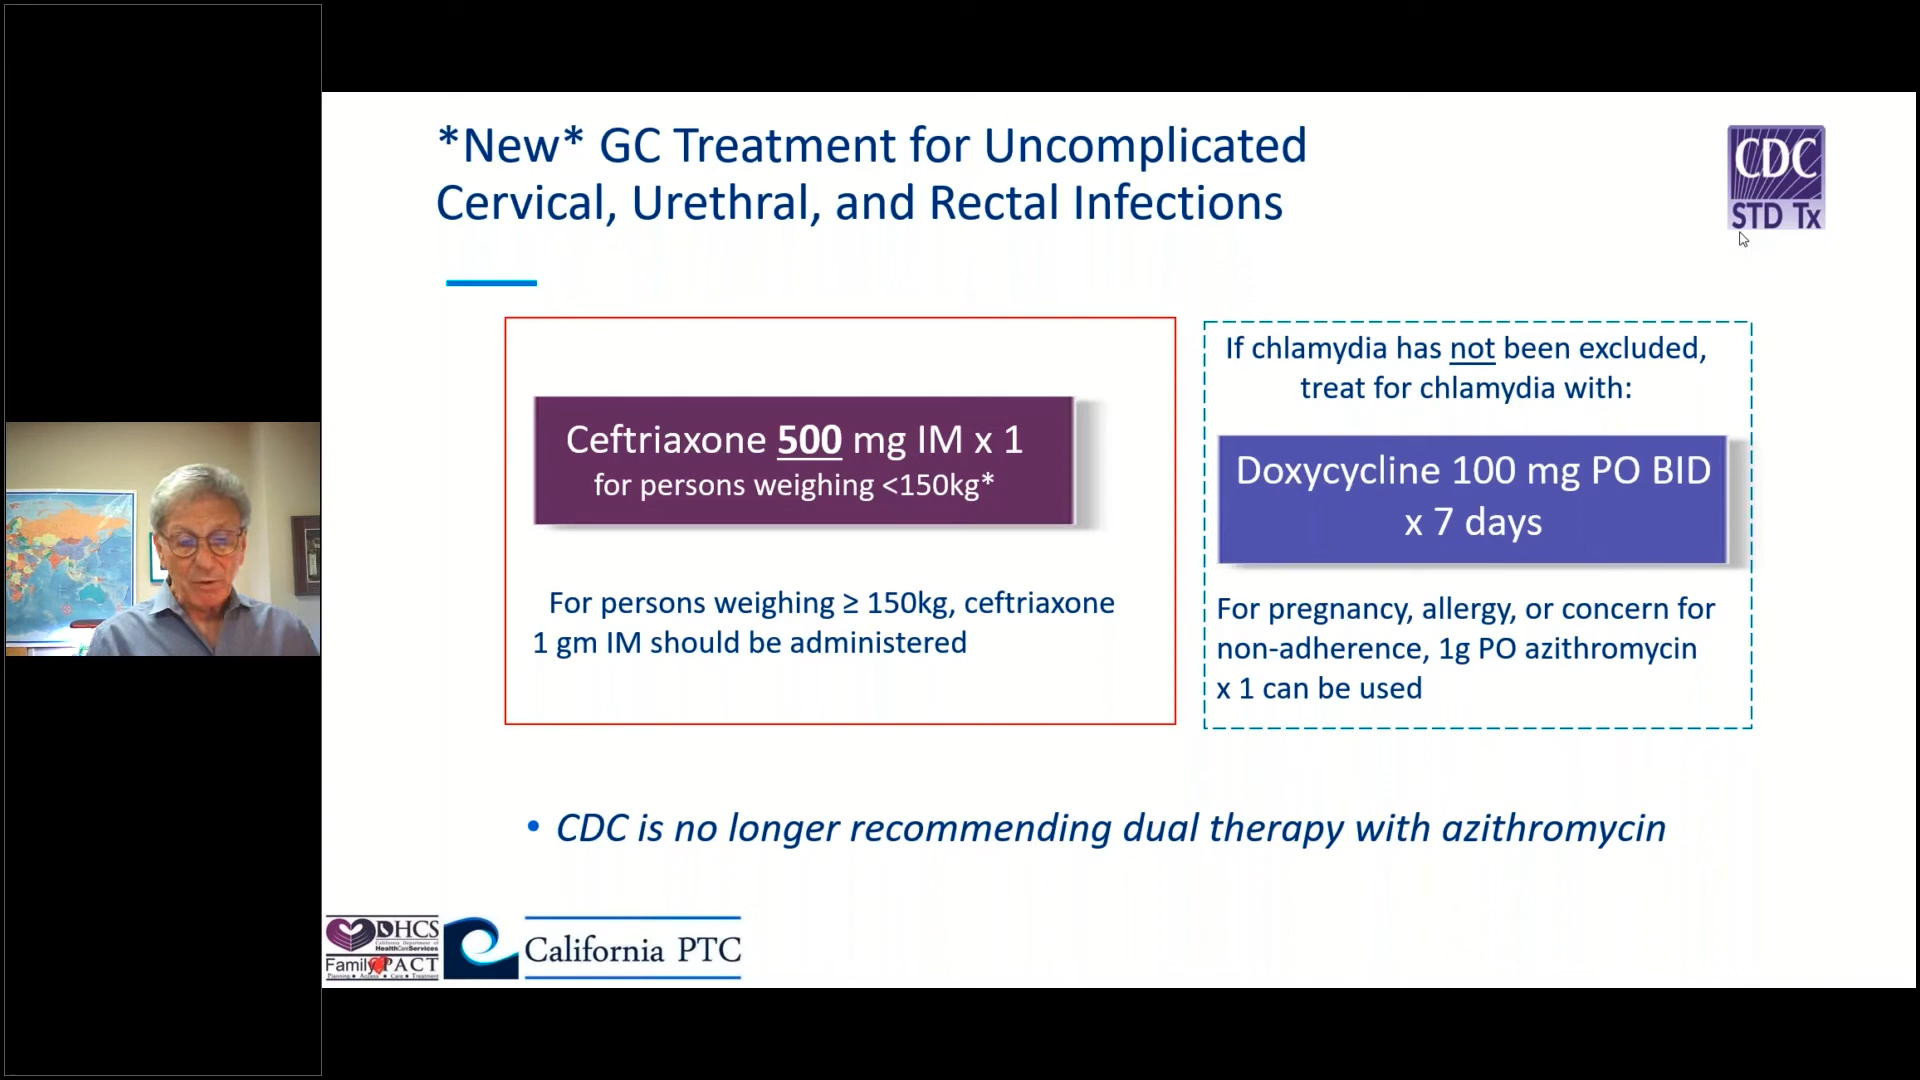 *New* GC Treatment for Uncomplicated
Cervical, Urethral, and Rectal Infections
CDC
STD Tx
Ceftriaxone 500 mg IM x 1
for persons weighing <150kg*
For persons weighing ≥ 150kg, ceftriaxone
1 gm IM should be administered
If chlamydia has not been excluded,
treat for chlamydia with:
Doxycycline 100 mg PO BID
x 7 days
For pregnancy, allergy, or concern for
non-adherence, 1g PO azithromycin
x 1 can be used
• CDC is no longer recommending dual therapy with azithromycin
DHCS
HealthCareServices
Family PACT
California PTC